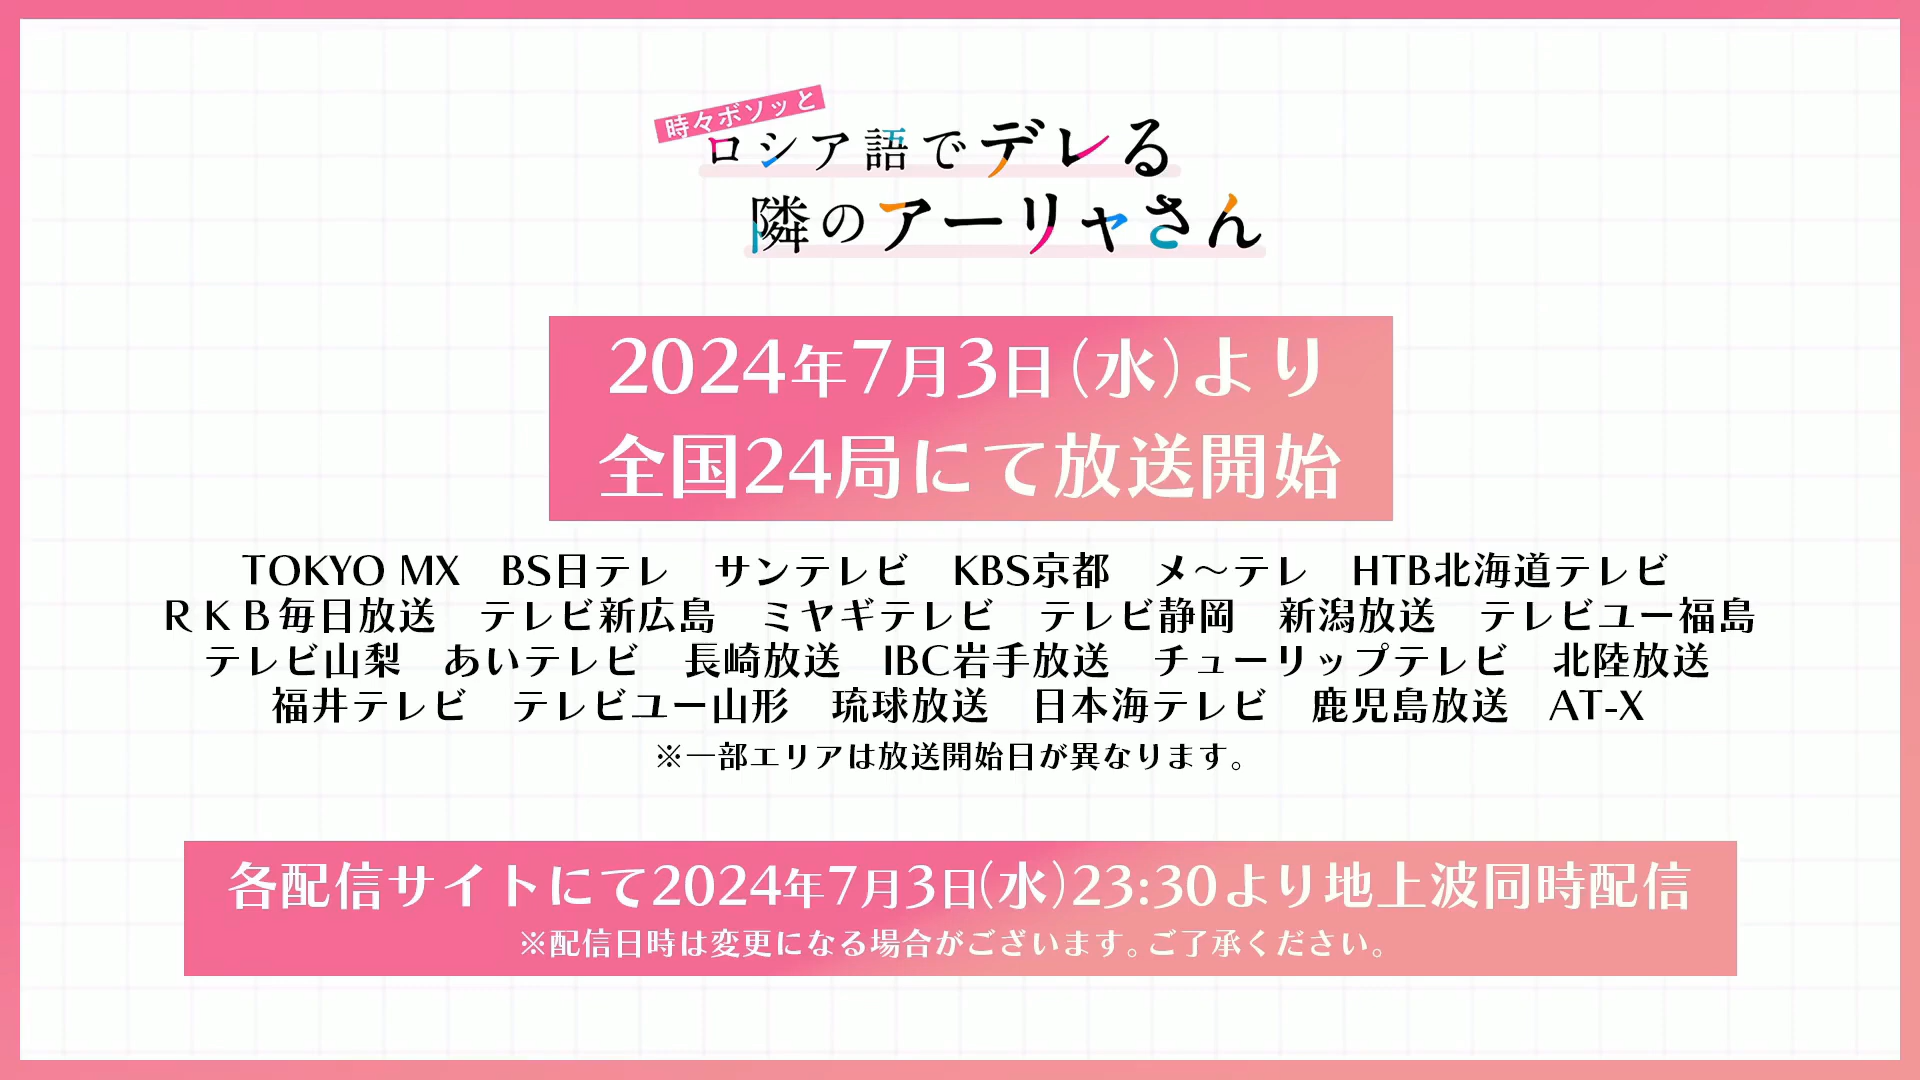 時々ボソッと
ロシア語でデレる
隣のアーリャさん
2024年7月3日(水)より
全国24局にて放送開始
TOKYO MX　BS日テレ　サンテレビ　KBS京都　メ〜テレ　HTB北海道テレビ
ＲＫＢ毎日放送　テレビ新広島　ミヤギテレビ　テレビ静岡　新潟放送　テレビユー福島
テレビ山梨　あいテレビ　長崎放送　IBC岩手放送　チューリップテレビ　北陸放送
福井テレビ　テレビユー山形　琉球放送　日本海テレビ　鹿児島放送　AT-X
※一部エリアは放送開始日が異なります。
各配信サイトにて2024年7月3日(水)23:30より地上波同時配信
※配信日時は変更になる場合がございます。ご了承ください。